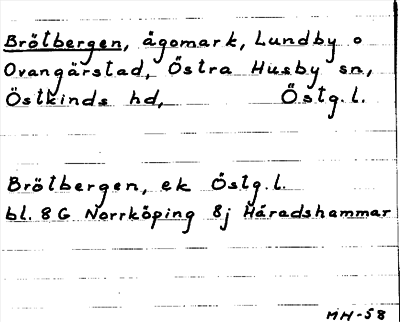 Brötbergen, ägomark, Lundby o
Ovangärstad, Östra Husby sn,
Östkinds hd, Östg.l.
Brötbergen, ek Östg.l.
bl. 8G Norrköping 8j Häradshammar
MH-58